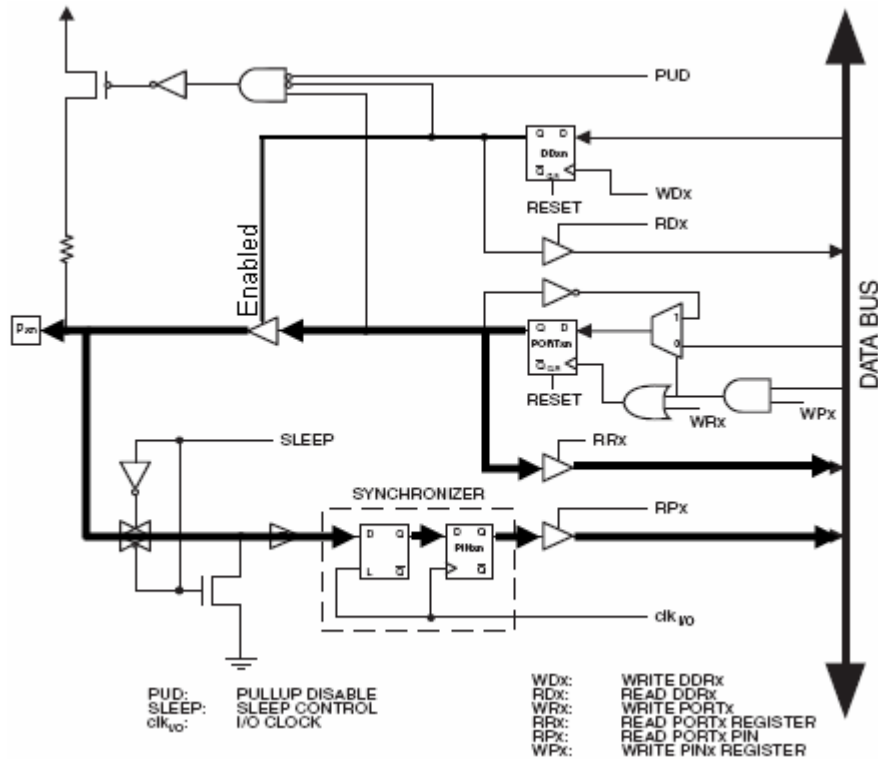 PUD
Q D
DDxn
Q CLR
WDx
RESET
RDx
Enabled
1
Pxn
Q D
PORTxn
0
Q CLR
RESET
WRx
WPx
DATA BUS
SLEEP
RRx
SYNCHRONIZER
RPx
D Q
D Q
PINxn
L Q
Q
clk I/O
PUD: PULLUP DISABLE
SLEEP: SLEEP CONTROL
clk I/O: I/O CLOCK
WDx: WRITE DDRx
RDx: READ DDRx
WRx: WRITE PORTx
RRx: READ PORTx REGISTER
RPx: READ PORTx PIN
WPx: WRITE PINx REGISTER